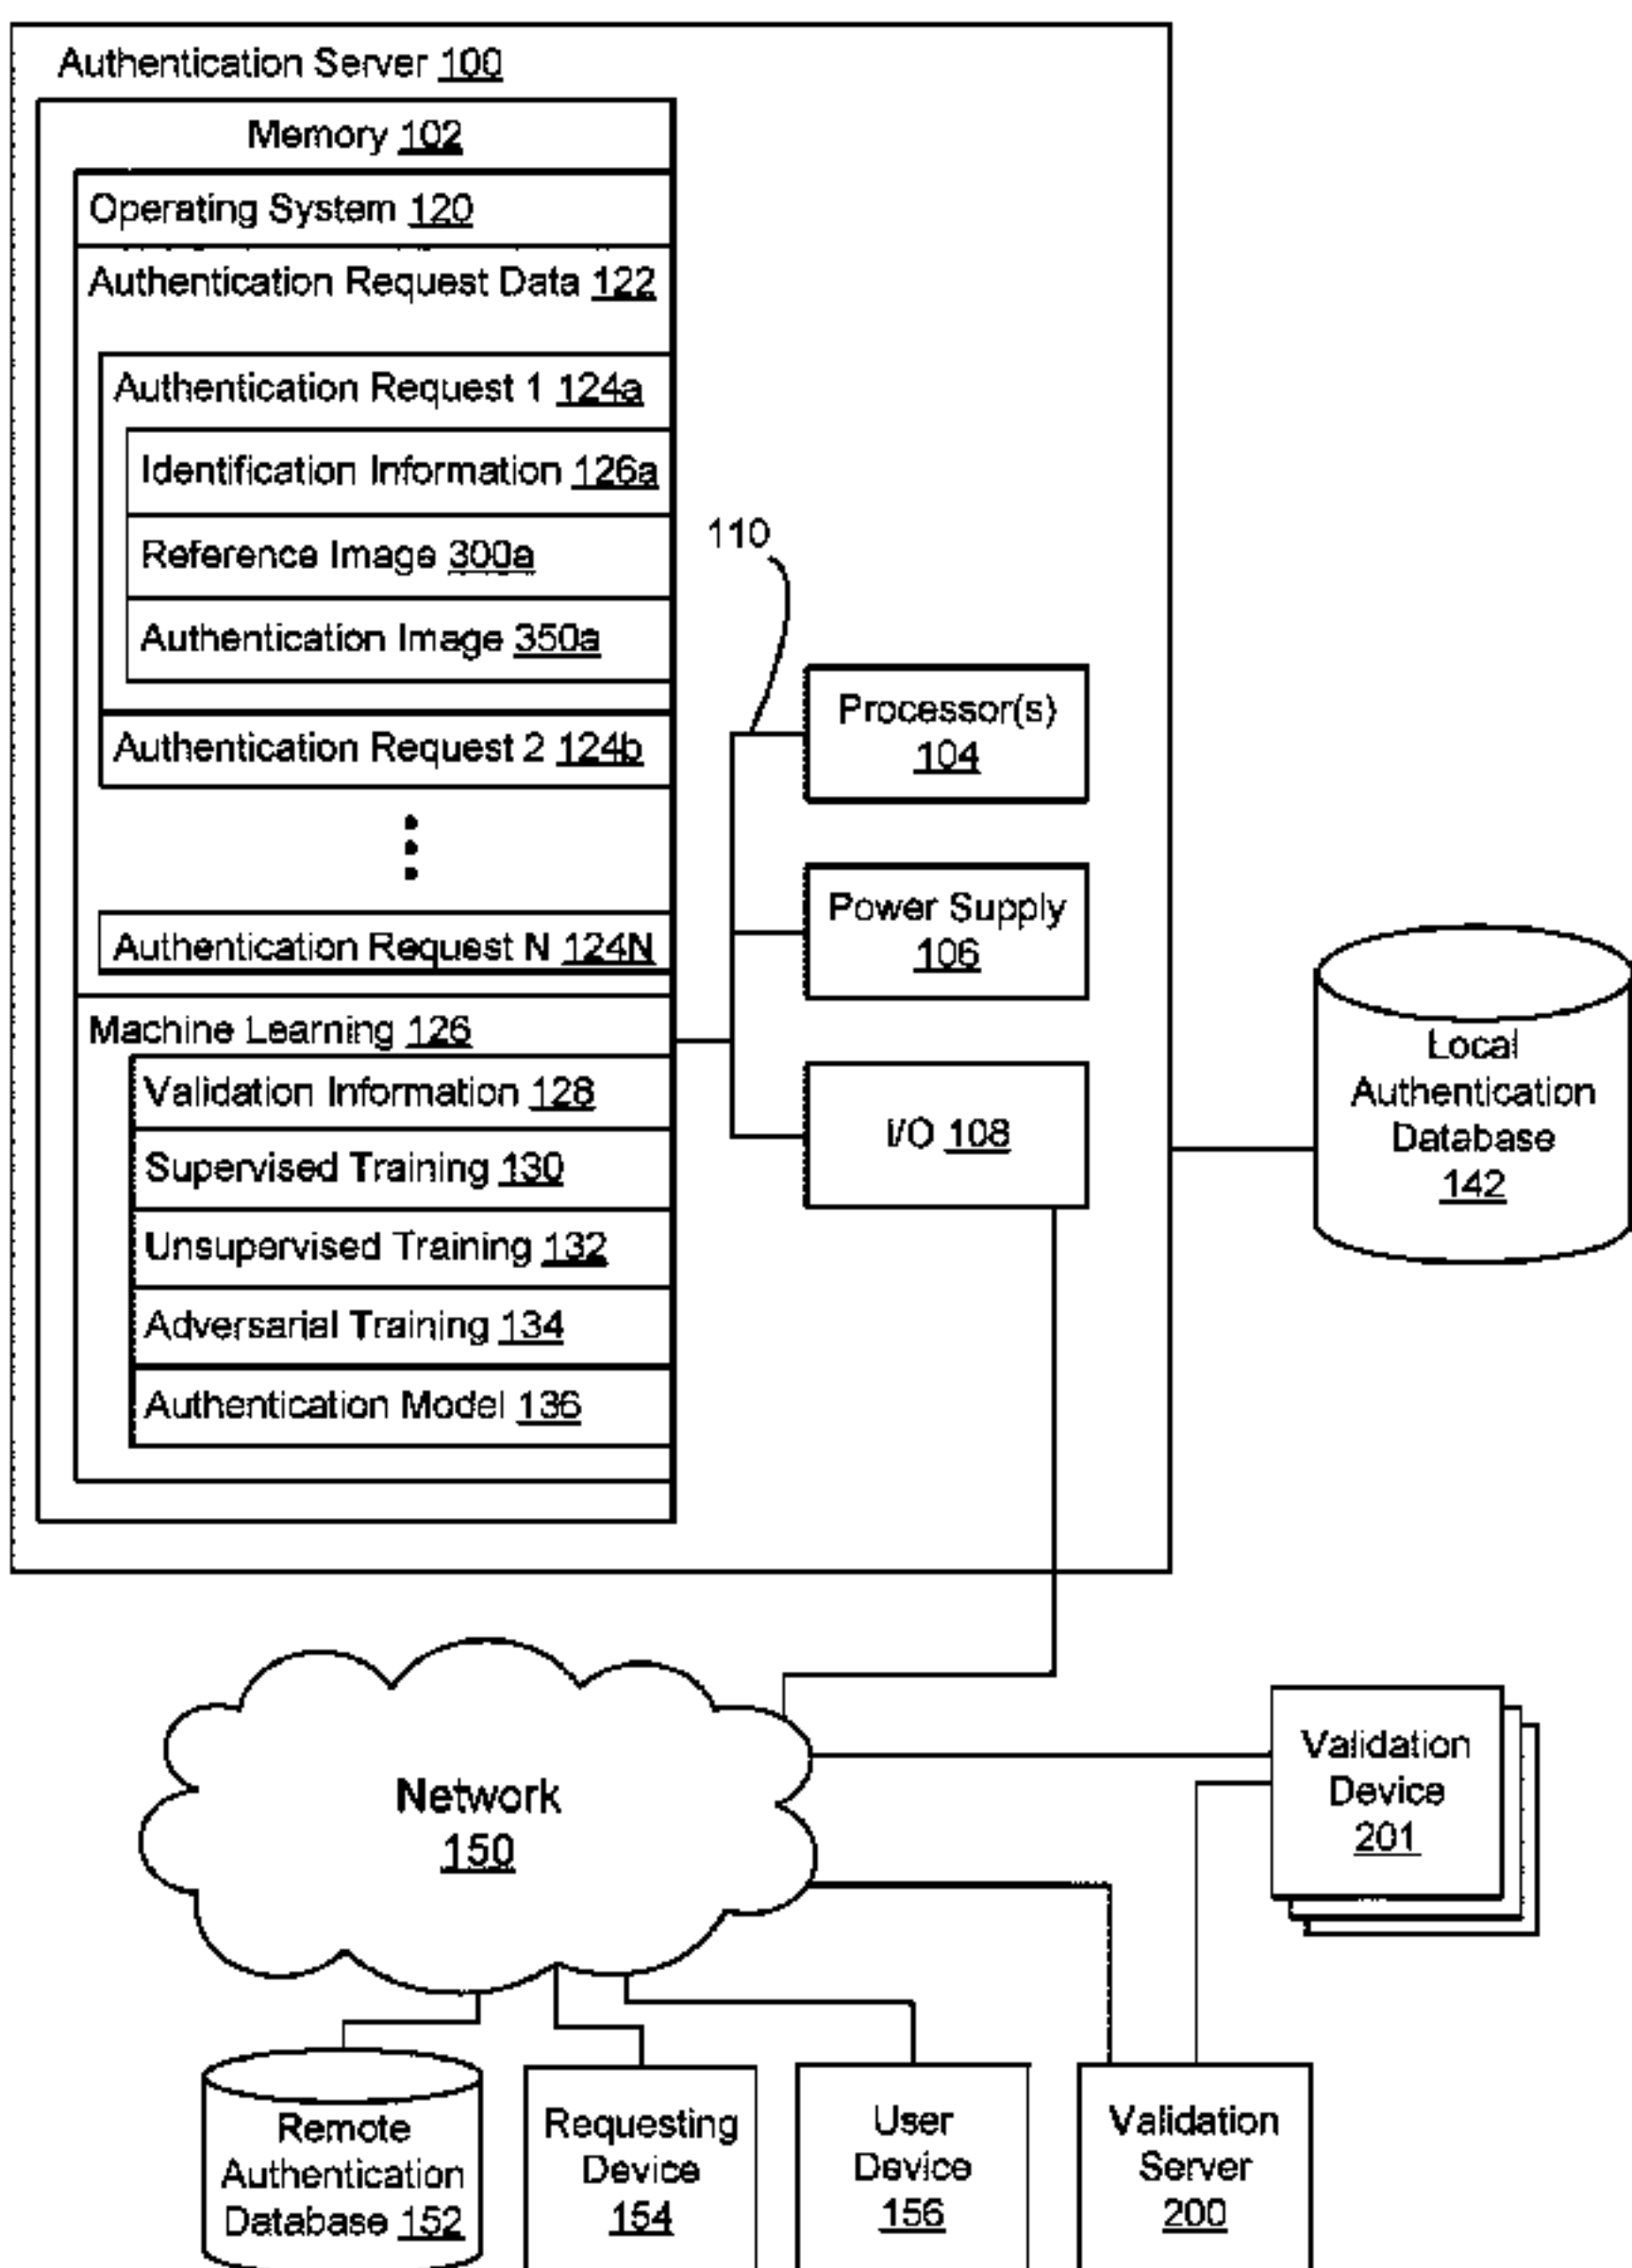 Authentication Server 100
Memory 102
Operating System 120
Authentication Request Data 122
Authentication Request 1 124a
Identification Information 126a
Reference Image 300a
Authentication Image 350a
Authentication Request 2 124b
Authentication Request N 124N
Machine Learning 126
Validation Information 128
Supervised Training 130
Unsupervised Training 132
Adversarial Training 134
Authentication Model 136
110
Processor(s)
104
Power Supply
106
I/O 108
Local
Authentication
Database
142
Network
150
Validation
Device
201
Remote
Authentication
Database 152
Requesting
Device
154
User
Device
156
Validation
Server
200